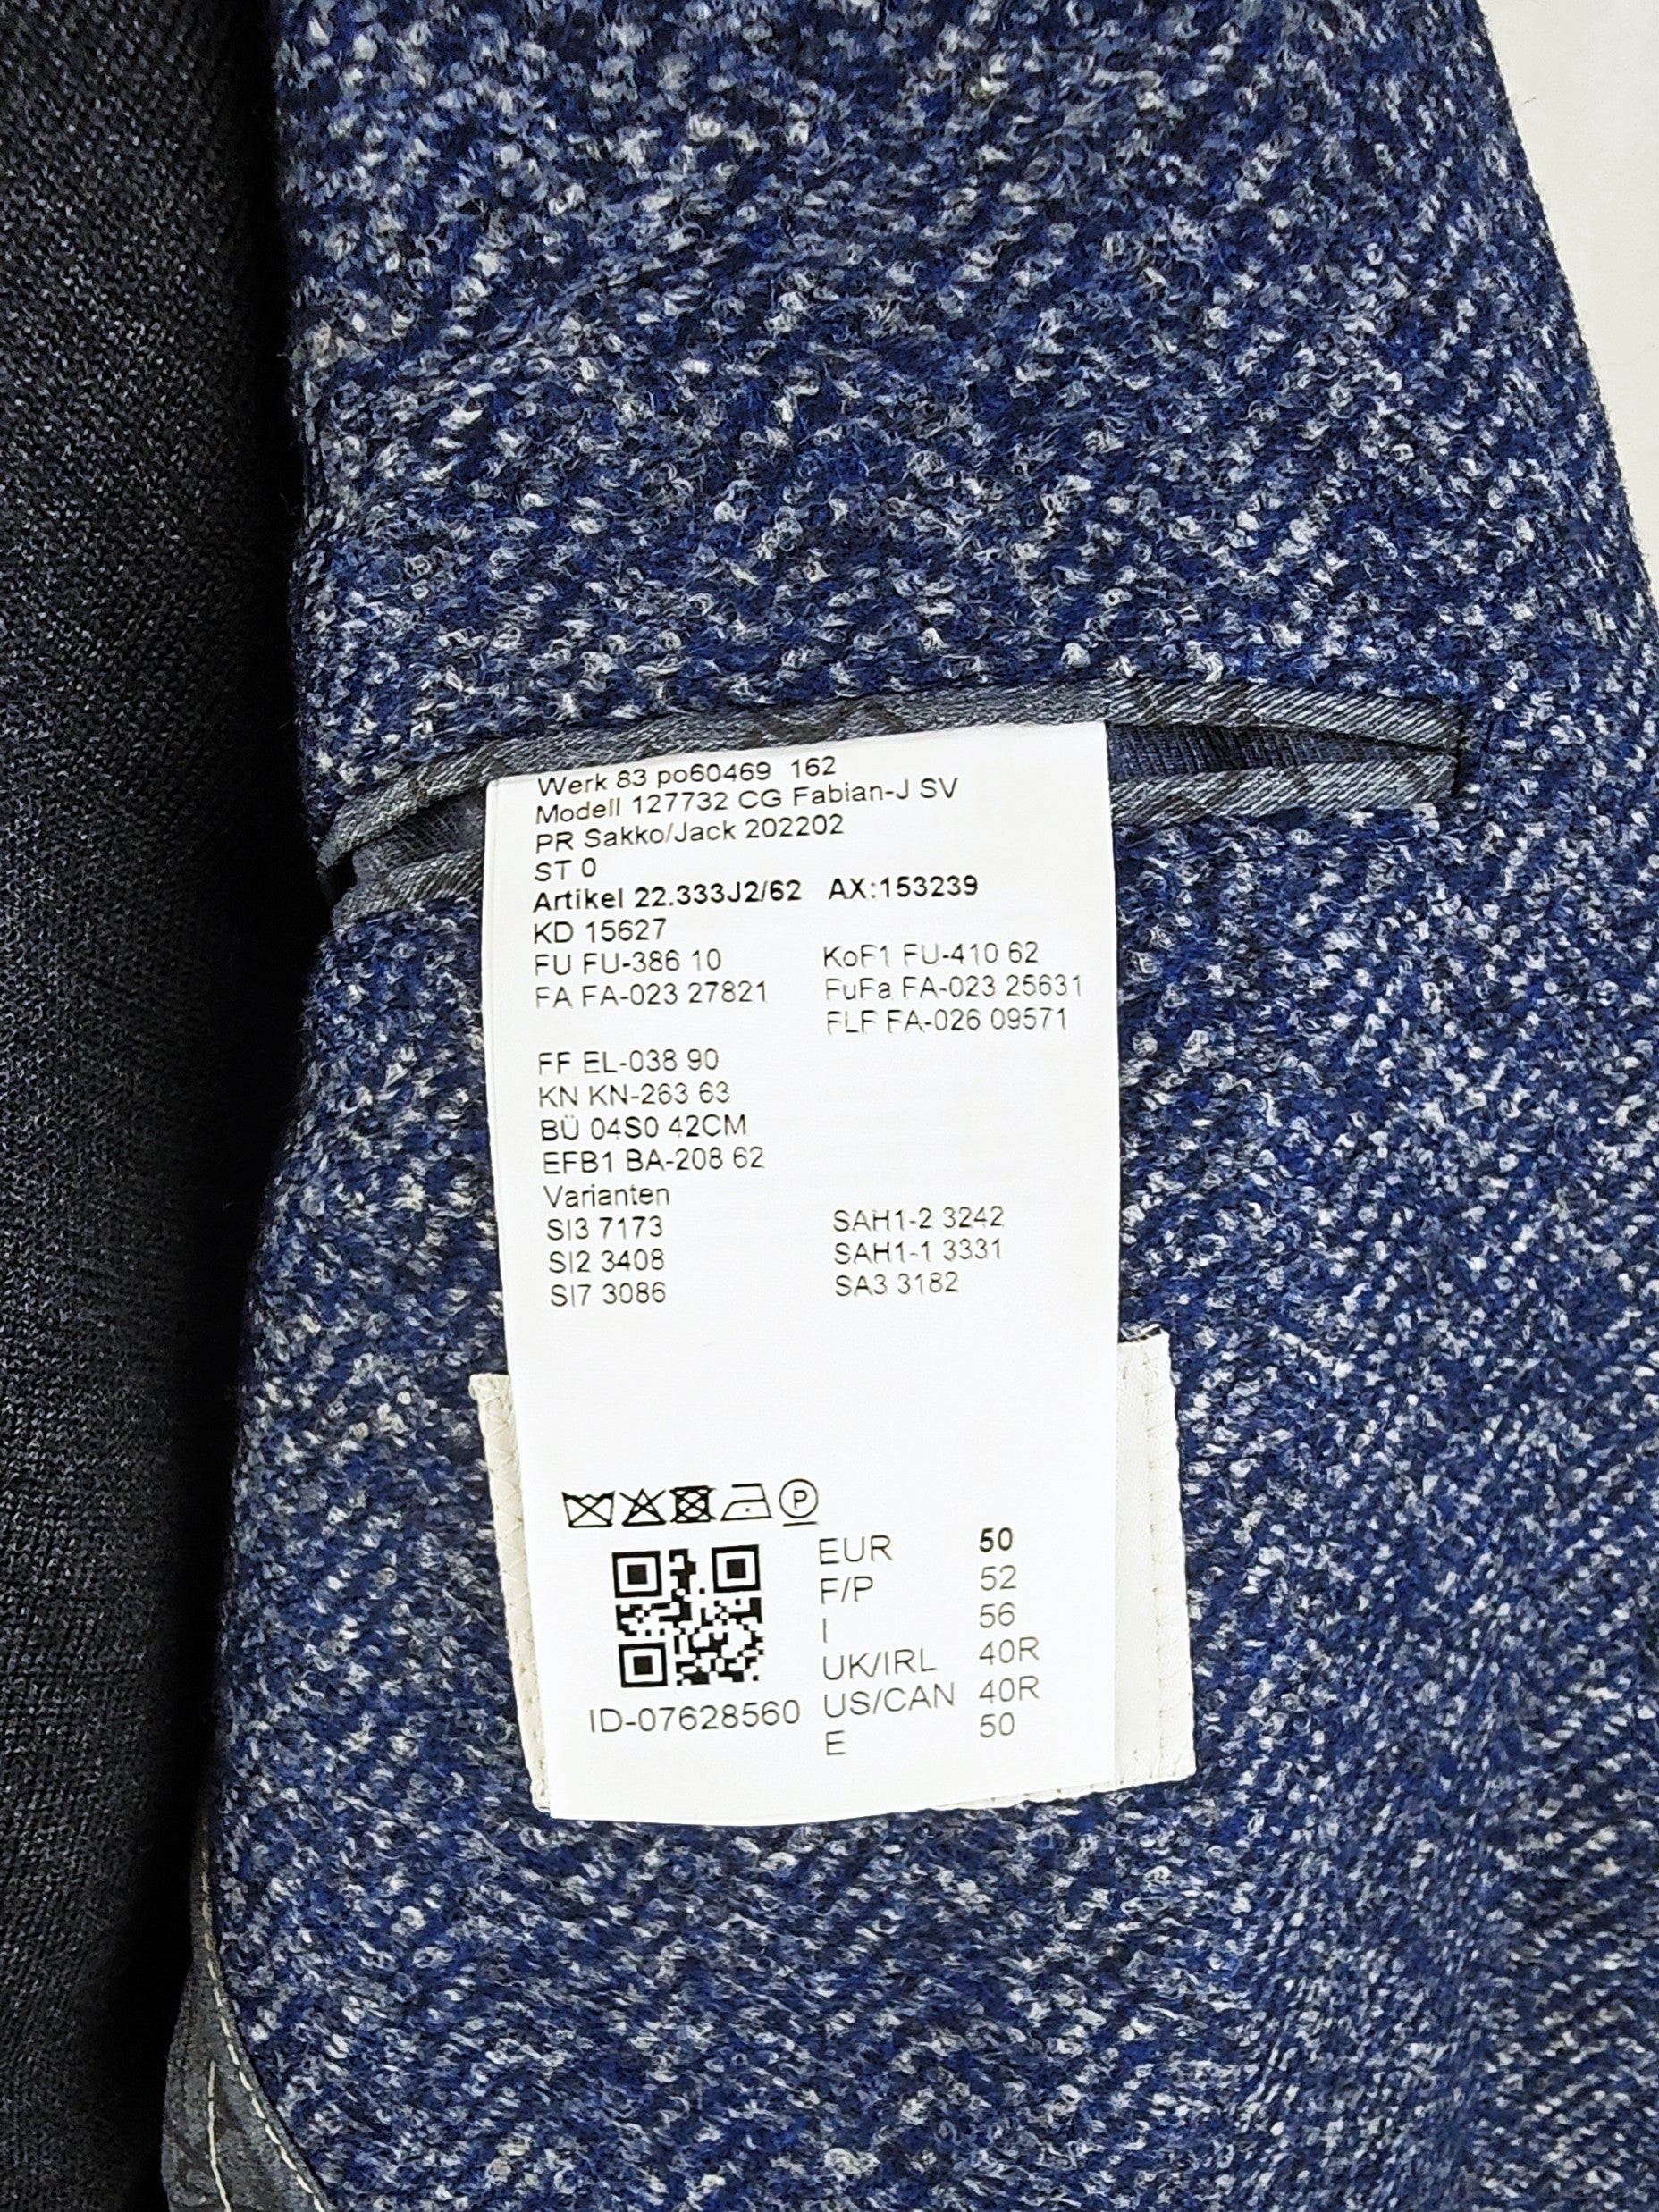 Werk 83 po60469 162
Modell 127732 CG Fabian-J SV
PR Sakko/Jack 202202
ST 0
Artikel 22.333J2/62 AX:153239
KD 15627
FU FU-386 10 KoF1 FU-410 62
FA FA-023 27821 FuFa FA-023 25631
FLF FA-026 09571
FF EL-038 90
KN KN-263 63
BÜ 04S0 42CM
EFB1 BA-208 62
Varianten
SI3 7173 SAH1-2 3242
SI2 3408 SAH1-1 3331
SI7 3086 SA3 3182
P
EUR 50
F/P 52
I 56
UK/IRL 40R
US/CAN 40R
E 50
ID-07628560